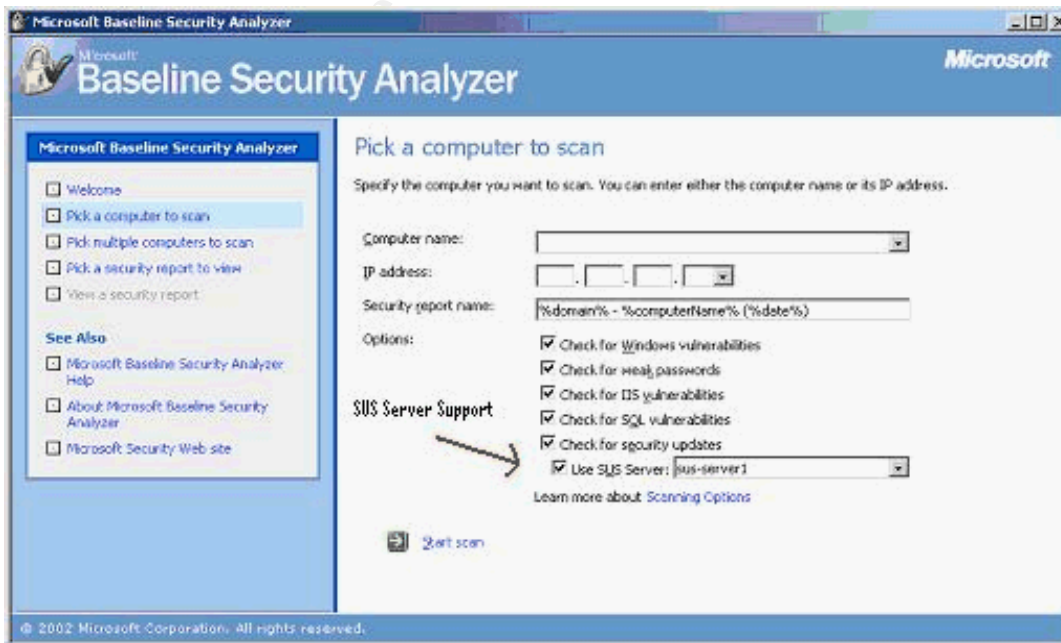 Microsoft Baseline Security Analyzer
Microsoft
Baseline Security Analyzer
Microsoft
Microsoft Baseline Security Analyzer
Welcome
Pick a computer to scan
Pick multiple computers to scan
Pick a security report to view
View a security report
See Also
Microsoft Baseline Security Analyzer
Help
About Microsoft Baseline Security
Analyzer
Microsoft Security Web site
Pick a computer to scan
Specify the computer you want to scan. You can enter either the computer name or its IP address.
Computer name:
IP address:
Security report name: %domain% - %computerName% (%date%)
Options:
Check for Windows vulnerabilities
Check for weak passwords
Check for IIS vulnerabilities
Check for SQL vulnerabilities
Check for security updates
Use SUS Server: sus-server1
SUS Server Support
Learn more about Scanning Options
Start scan
© 2002 Microsoft Corporation. All rights reserved.